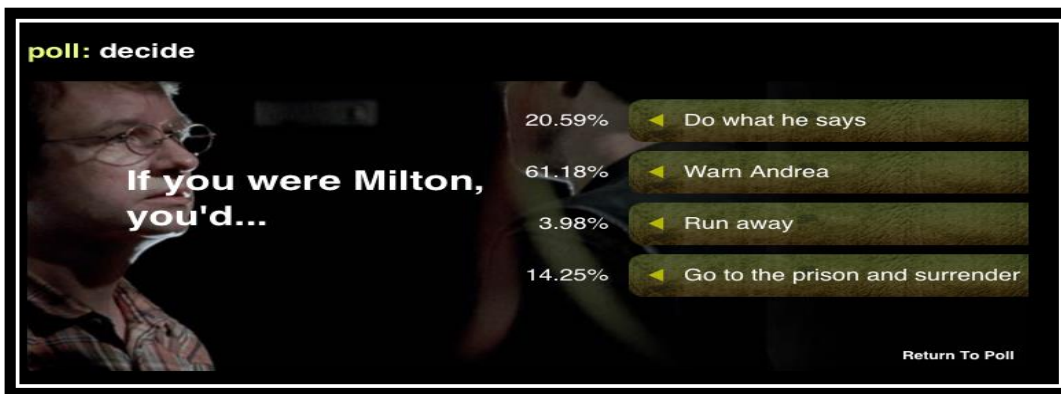 poll: decide
If you were Milton,
you'd...
20.59% Do what he says
61.18% Warn Andrea
3.98% Run away
14.25% Go to the prison and surrender
Return To Poll